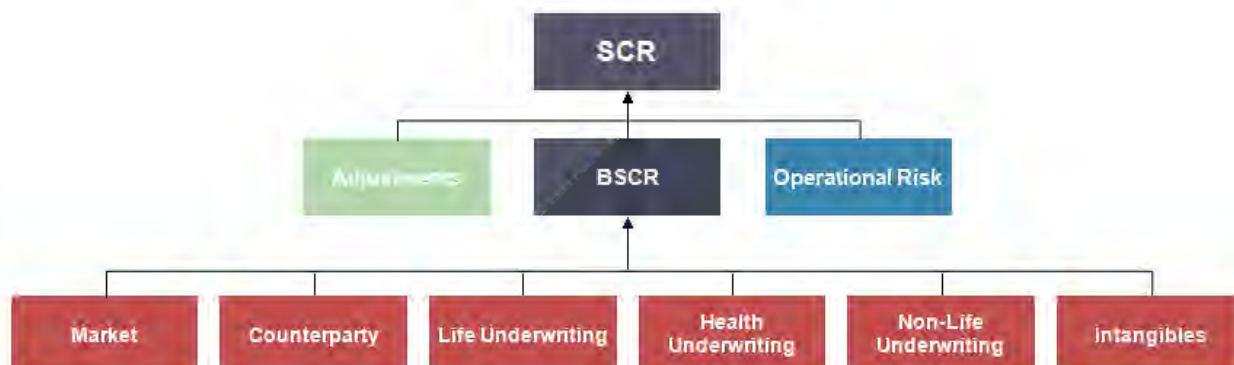 SCR
Adjustments
BSCR
Operational Risk
Market
Counterparty
Life Underwriting
Health
Underwriting
Non-Life
Underwriting
Intangibles